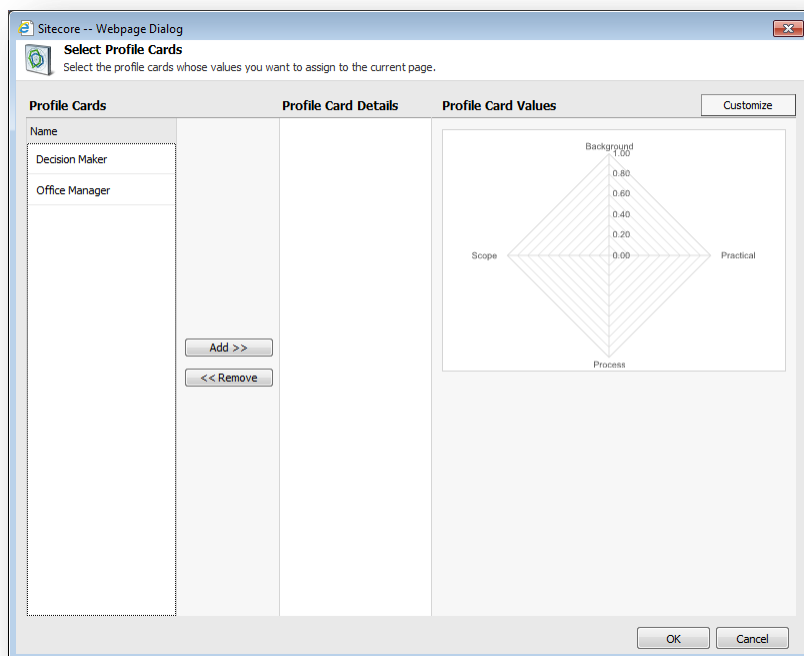 Sitecore -- Webpage Dialog
Select Profile Cards
Select the profile cards whose values you want to assign to the current page.
Profile Cards
Profile Card Details
Profile Card Values
Customize
Name
Decision Maker
Office Manager
Add >>
<< Remove
Background
1.00
0.80
0.60
0.40
0.20
0.00
Scope
Practical
Process
OK
Cancel